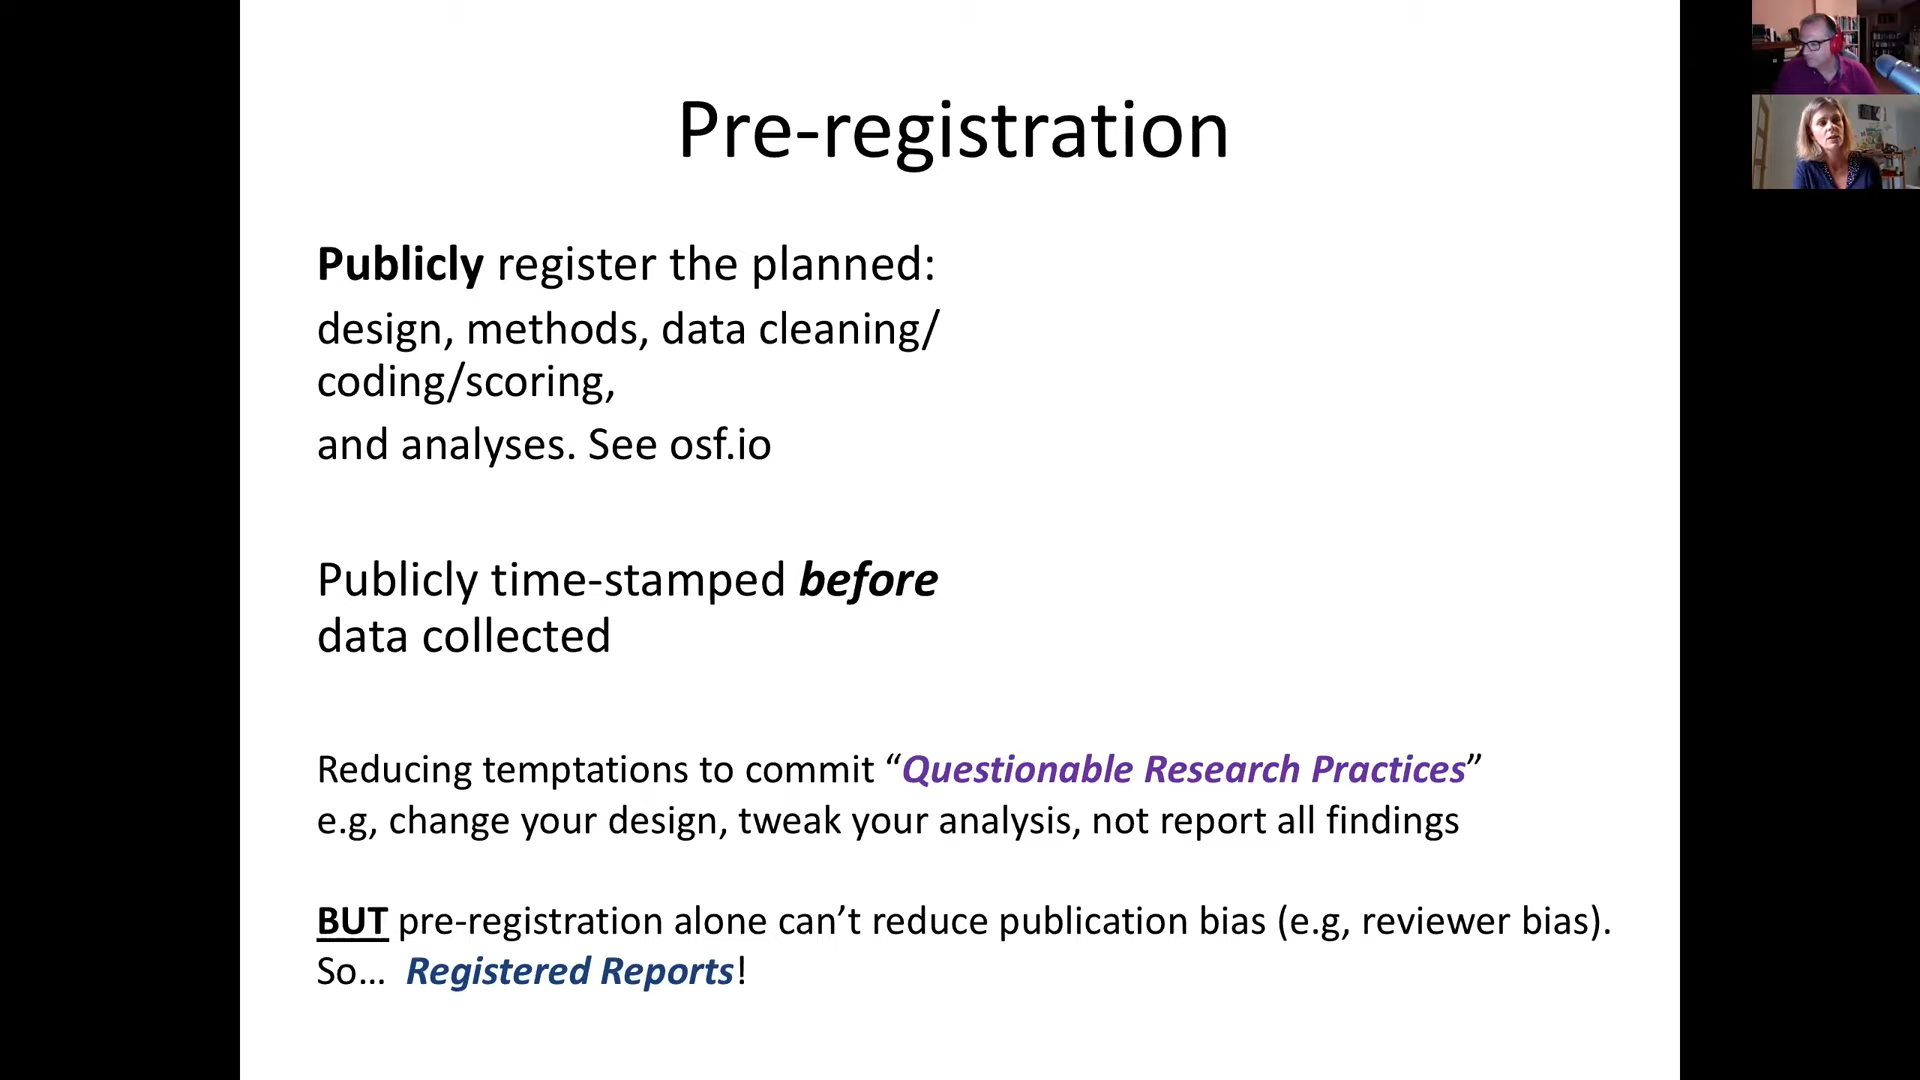 Pre-registration
Publicly register the planned:
design, methods, data cleaning/
coding/scoring,
and analyses. See osf.io
Publicly time-stamped before
data collected
Reducing temptations to commit “Questionable Research Practices”
e.g, change your design, tweak your analysis, not report all findings
BUT pre-registration alone can’t reduce publication bias (e.g, reviewer bias).
So… Registered Reports!